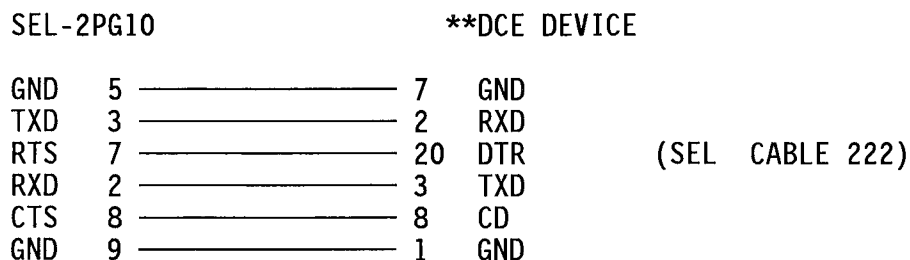 SEL-2PG10 **DCE DEVICE
GND 5 7 GND
TXD 3 2 RXD
RTS 7 20 DTR (SEL CABLE 222)
RXD 2 3 TXD
CTS 8 8 CD
GND 9 1 GND